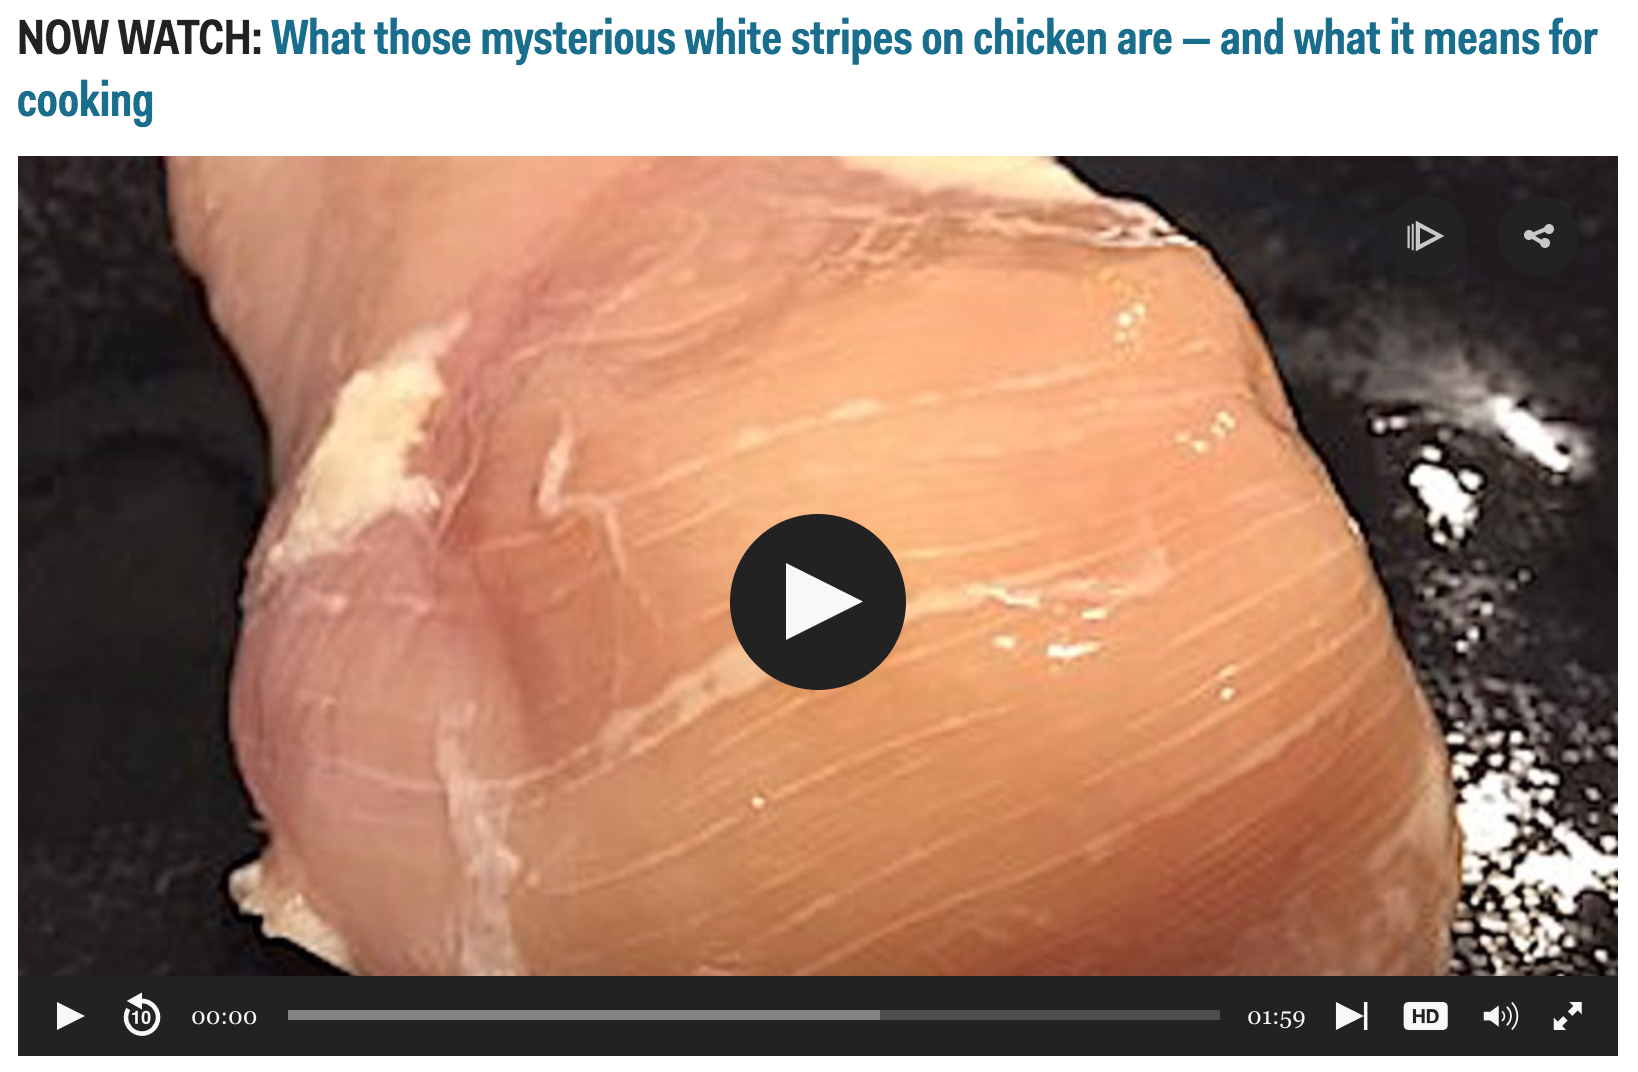 NOW WATCH: What those mysterious white stripes on chicken are — and what it means for
cooking
10
00:00
01:59
HD